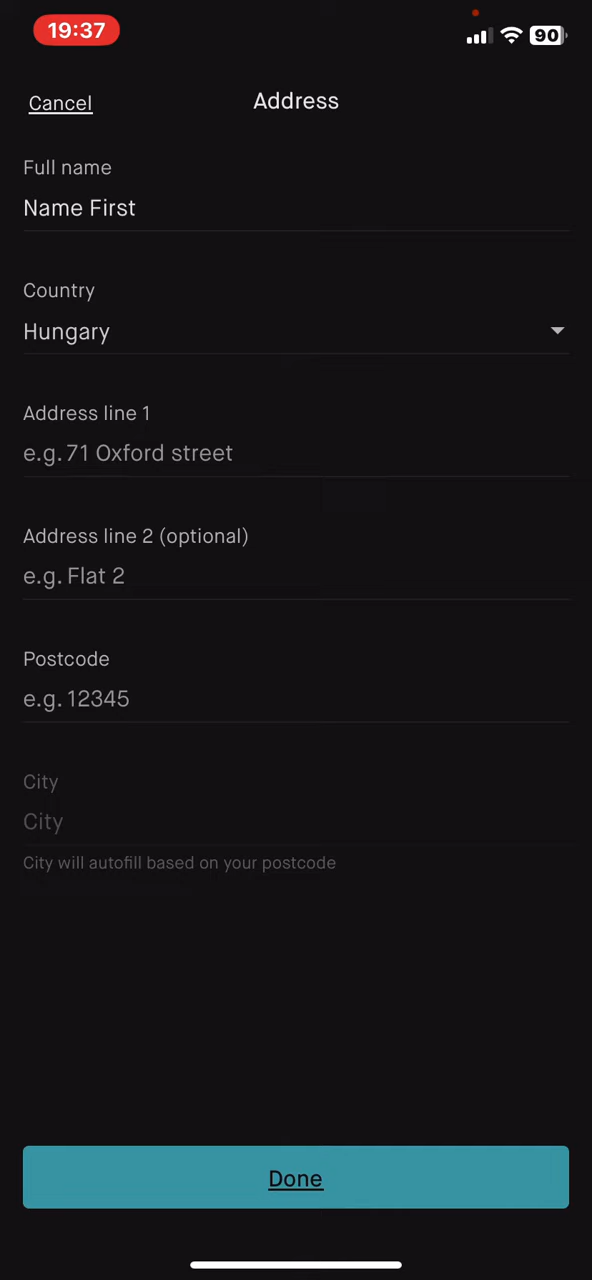 19:37
90
Cancel
Address
Full name
Name First
Country
Hungary
Address line 1
e.g. 71 Oxford street
Address line 2 (optional)
e.g. Flat 2
Postcode
e.g. 12345
City
City
City will autofill based on your postcode
Done